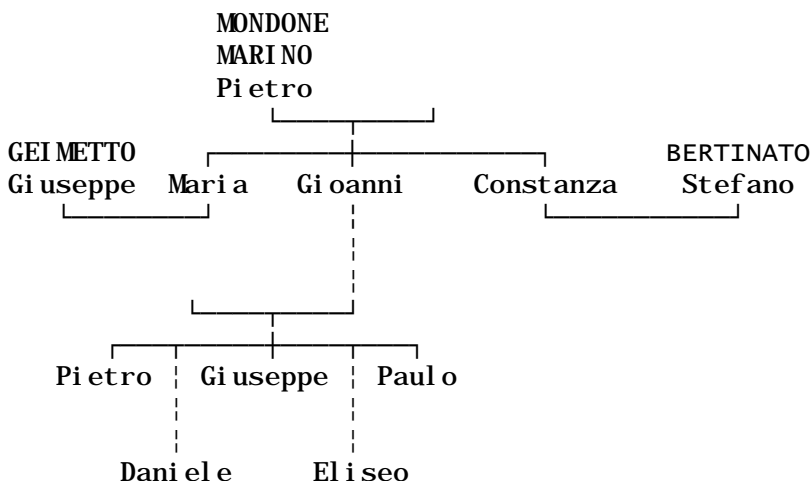 MONDONE
MARINO
Pietro
GEIMETTO BERTINATO
Giuseppe Maria Gioanni Constanza Stefano
Pietro Giuseppe Paulo
Daniele Eliseo